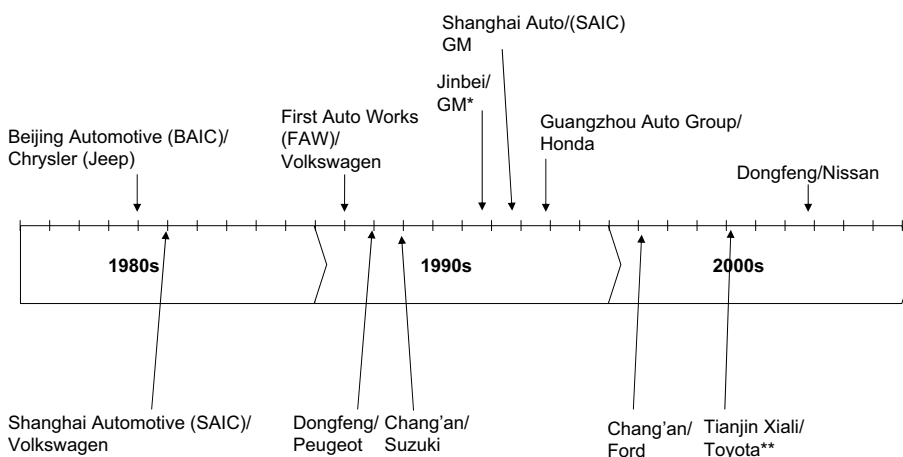 Shanghai Auto/(SAIC)
GM
Jinbei/
GM*
First Auto Works
(FAW)/
Volkswagen
Guangzhou Auto Group/
Honda
Beijing Automotive (BAIC)/
Chrysler (Jeep)
Dongfeng/Nissan
1980s
1990s
2000s
Shanghai Automotive (SAIC)/
Volkswagen
Dongfeng/
Peugeot
Chang'an/
Suzuki
Chang'an/
Ford
Tianjin Xiali/
Toyota**